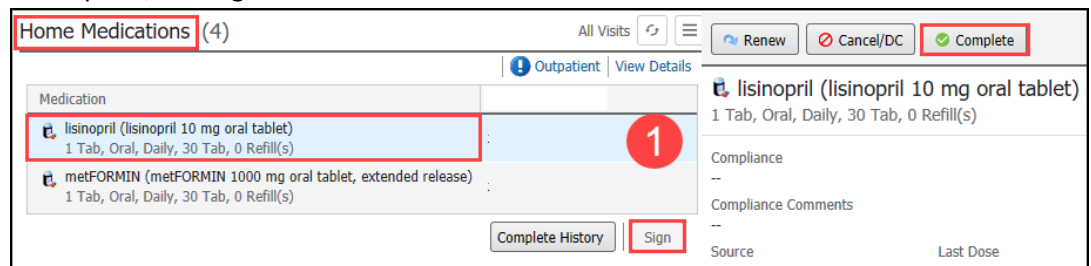 Home Medications (4)
All Visits
Outpatient | View Details
Medication
lisinopril (lisinopril 10 mg oral tablet)
1 Tab, Oral, Daily, 30 Tab, 0 Refill(s)
metFORMIN (metFORMIN 1000 mg oral tablet, extended release)
1 Tab, Oral, Daily, 30 Tab, 0 Refill(s)
1
Complete History | Sign
Renew Cancel/DC Complete
lisinopril (lisinopril 10 mg oral tablet)
1 Tab, Oral, Daily, 30 Tab, 0 Refill(s)
Compliance
--
Compliance Comments
--
Source Last Dose